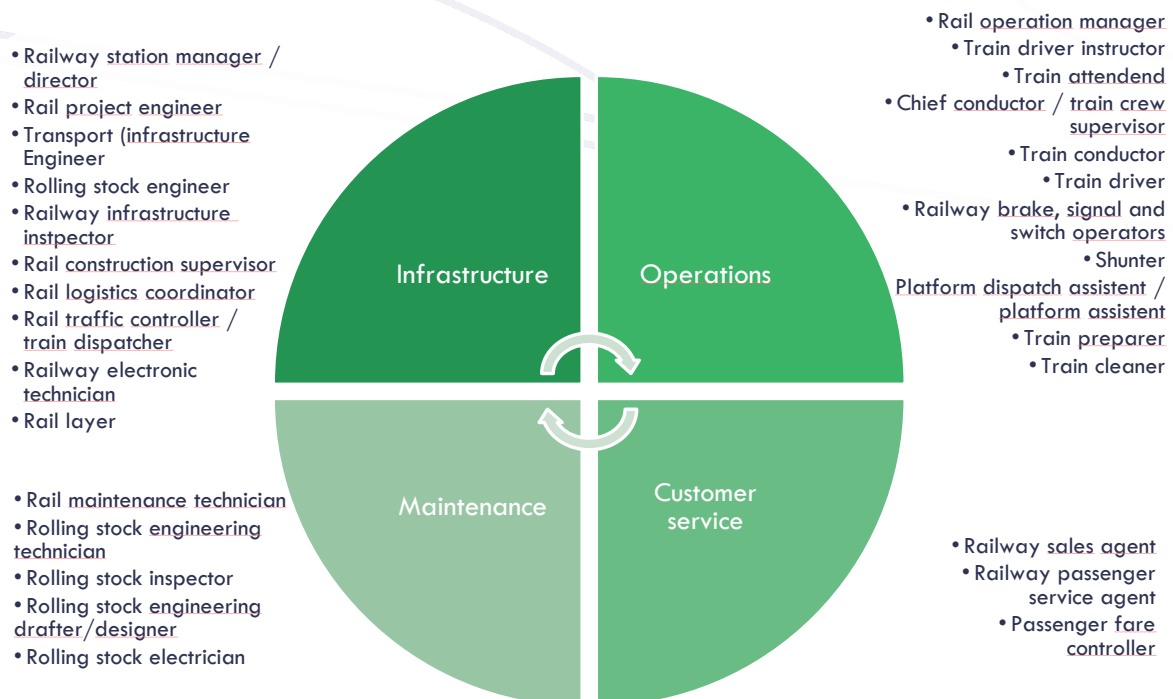 • Railway station manager /
director
• Rail project engineer
• Transport (infrastructure
Engineer
• Rolling stock engineer
• Railway infrastructure
instpector
• Rail construction supervisor
• Rail logistics coordinator
• Rail traffic controller /
train dispatcher
• Railway electronic
technician
• Rail layer
Infrastructure
Operations
• Rail operation manager
• Train driver instructor
• Train attendend
• Chief conductor / train crew
supervisor
• Train conductor
• Train driver
• Railway brake, signal and
switch operators
• Shunter
Platform dispatch assistent /
platform assistent
• Train preparer
• Train cleaner
• Rail maintenance technician
• Rolling stock engineering
technician
• Rolling stock inspector
• Rolling stock engineering
drafter/designer
• Rolling stock electrician
Maintenance
Customer
service
• Railway sales agent
• Railway passenger
service agent
• Passenger fare
controller